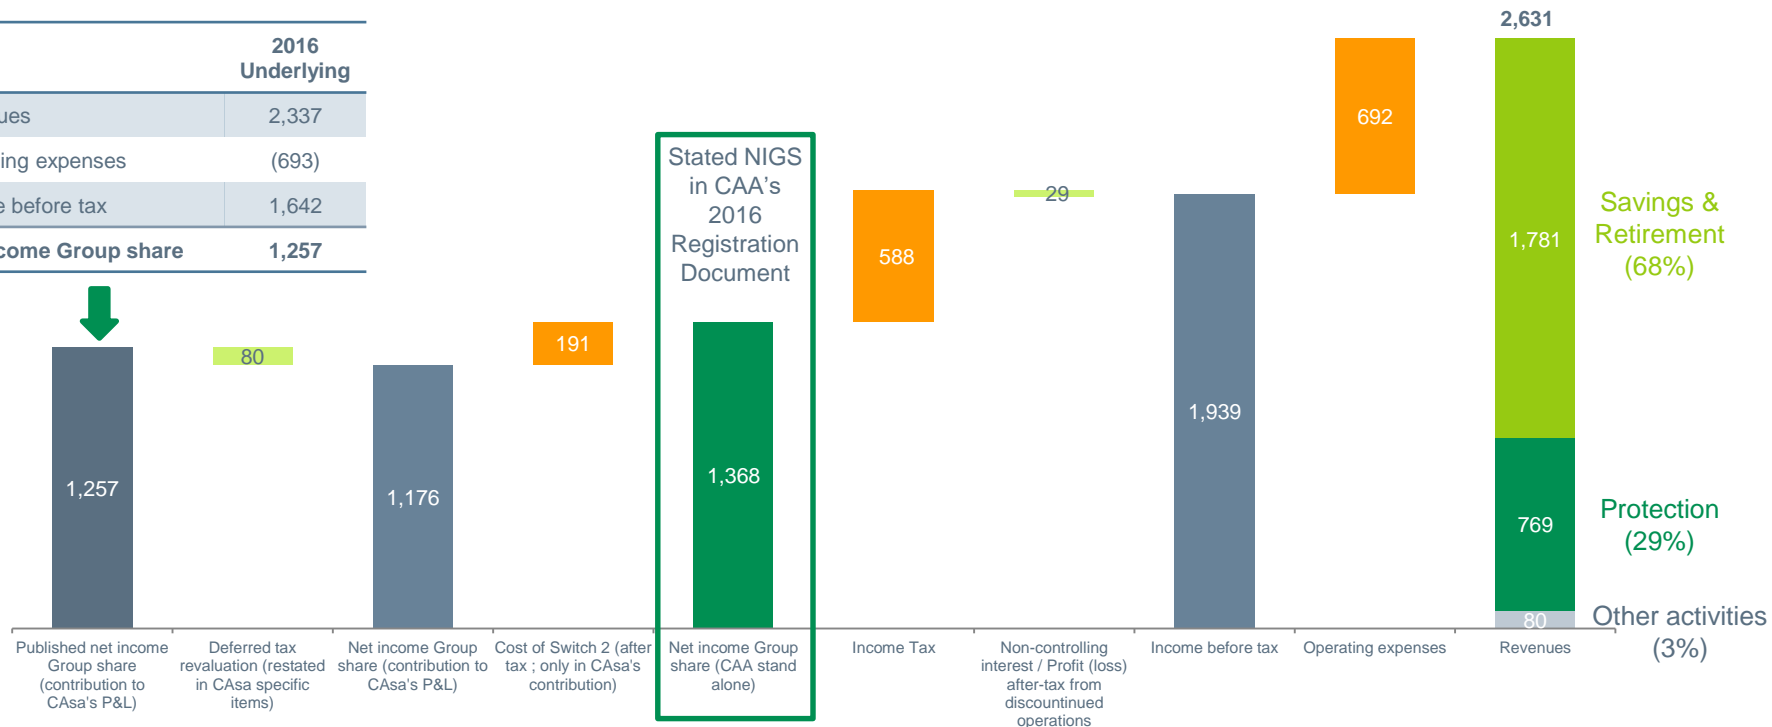 2016
Underlying
ues 2,337
ing expenses (693)
e before tax 1,642
come Group share 1,257
2,631
692
Stated NIGS
in CAA's
2016
Registration
Document
588
29
1,781
Savings &
Retirement
(68%)
80
191
1,257
1,176
1,368
1,939
769
Protection
(29%)
80
Other activities
(3%)
Published net income
Group share
(contribution to
CAsa's P&L)
Deferred tax
revaluation (restated
in CAsa specific
items)
Net income Group
share (contribution to
CAsa's P&L)
Cost of Switch 2 (after
tax ; only in CAsa's
contribution)
Net income Group
share (CAA stand
alone)
Income Tax
Non-controlling
interest / Profit (loss)
after-tax from
discountinued
operations
Income before tax
Operating expenses
Revenues